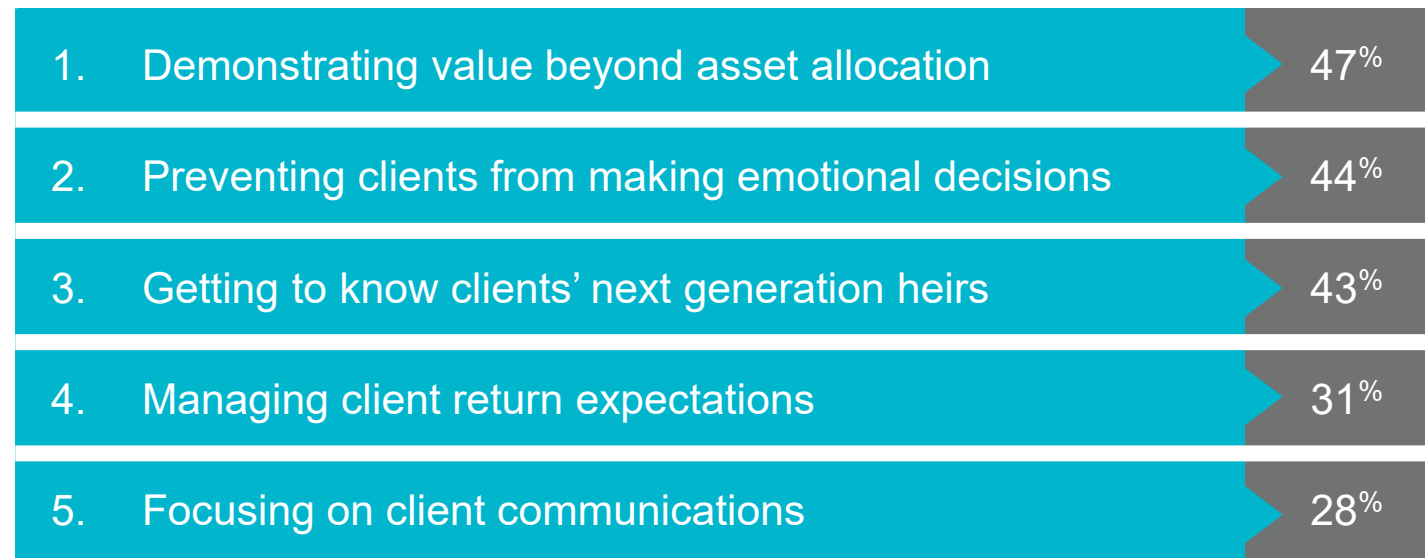 1. Demonstrating value beyond asset allocation 47%
2. Preventing clients from making emotional decisions 44%
3. Getting to know clients’ next generation heirs 43%
4. Managing client return expectations 31%
5. Focusing on client communications 28%